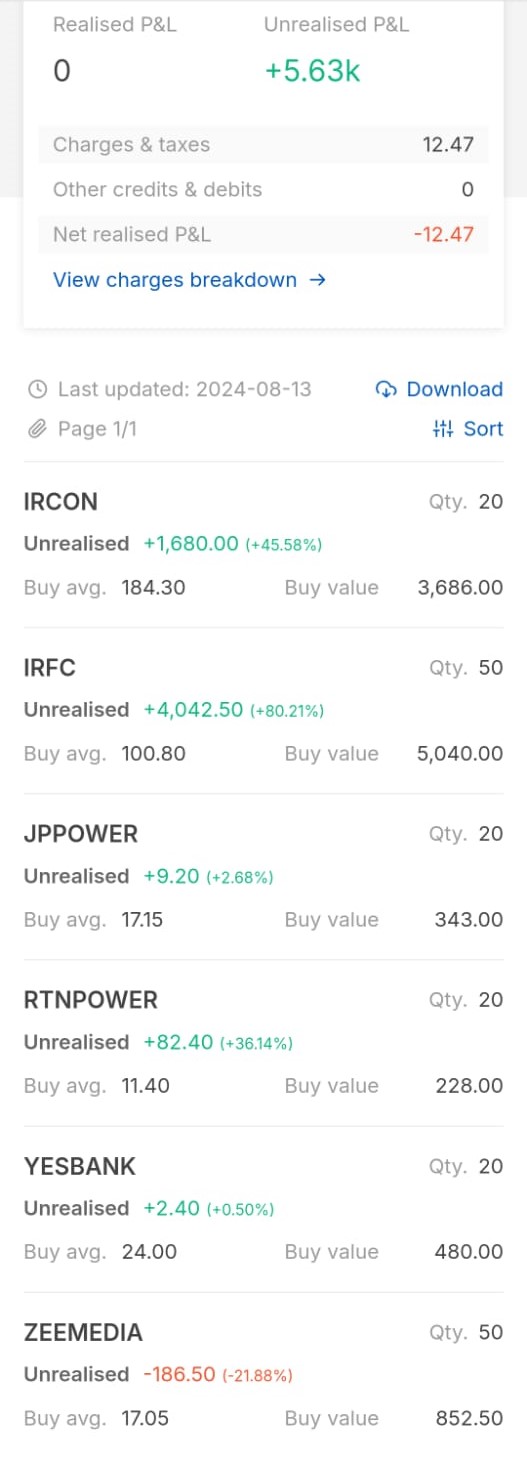 Realised P&L Unrealised P&L
0 +5.63k
Charges & taxes 12.47
Other credits & debits 0
Net realised P&L -12.47
View charges breakdown →
Last updated: 2024-08-13 Download
Page 1/1 Sort
IRCON Qty. 20
Unrealised +1,680.00 (+45.58%)
Buy avg. 184.30 Buy value 3,686.00
IRFC Qty. 50
Unrealised +4,042.50 (+80.21%)
Buy avg. 100.80 Buy value 5,040.00
JPPOWER Qty. 20
Unrealised +9.20 (+2.68%)
Buy avg. 17.15 Buy value 343.00
RTNPOWER Qty. 20
Unrealised +82.40 (+36.14%)
Buy avg. 11.40 Buy value 228.00
YESBANK Qty. 20
Unrealised +2.40 (+0.50%)
Buy avg. 24.00 Buy value 480.00
ZEEMEDIA Qty. 50
Unrealised -186.50 (-21.88%)
Buy avg. 17.05 Buy value 852.50